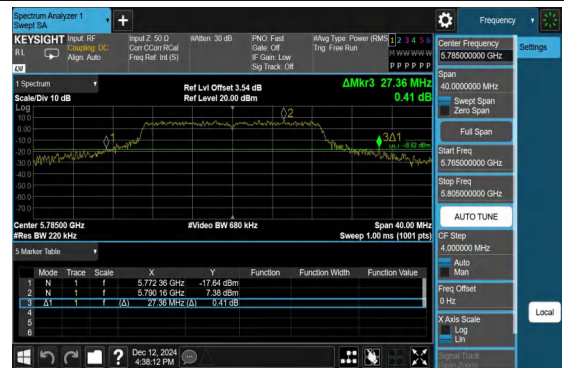 Spectrum Analyzer 1
Swept SA
Frequency
KEYSIGHT
RL
Input: RF
Coupling: DC
Align: Auto
Input Z: 50 Ω
Corr CCorr RCal
Freq Ref: Int (S)
#Atten: 30 dB
PNO: Fast
Gate: Off
IF Gain: Low
Sig Track: Off
#Avg Type: Power (RMS
Trig: Free Run
1 2 3 4 5 6
M W W W W W
P P P P P P
Center Frequency
5.785000000 GHz
Settings
Span
40.0000000 MHz
Swept Span
Zero Span
Full Span
Start Freq
5.765000000 GHz
Stop Freq
5.805000000 GHz
AUTO TUNE
CF Step
4.000000 MHz
Auto
Man
Freq Offset
0 Hz
X Axis Scale
Log
Lin
Signal Track
Local
1 Spectrum
Scale/Div 10 dB
Ref Lvl Offset 3.54 dB
Ref Level 20.00 dBm
ΔMkr3 27.36 MHz
0.41 dB
Log
10.0
0.00
-10.0
-20.0
-30.0
-40.0
-50.0
-60.0
-70.0
1
2
3Δ1
Center 5.78500 GHz
#Res BW 220 kHz
#Video BW 680 kHz
Span 40.00 MHz
Sweep 1.00 ms (1001 pts)
5 Marker Table
Mode Trace Scale X Y Function Function Width Function Value
1 N 1 f 5.772 36 GHz -17.64 dBm
2 N 1 f 5.790 16 GHz 7.38 dBm
3 Δ1 1 f (Δ) 27.36 MHz (Δ) 0.41 dB
4
5
6
Dec 12, 2024
4:38:12 PM